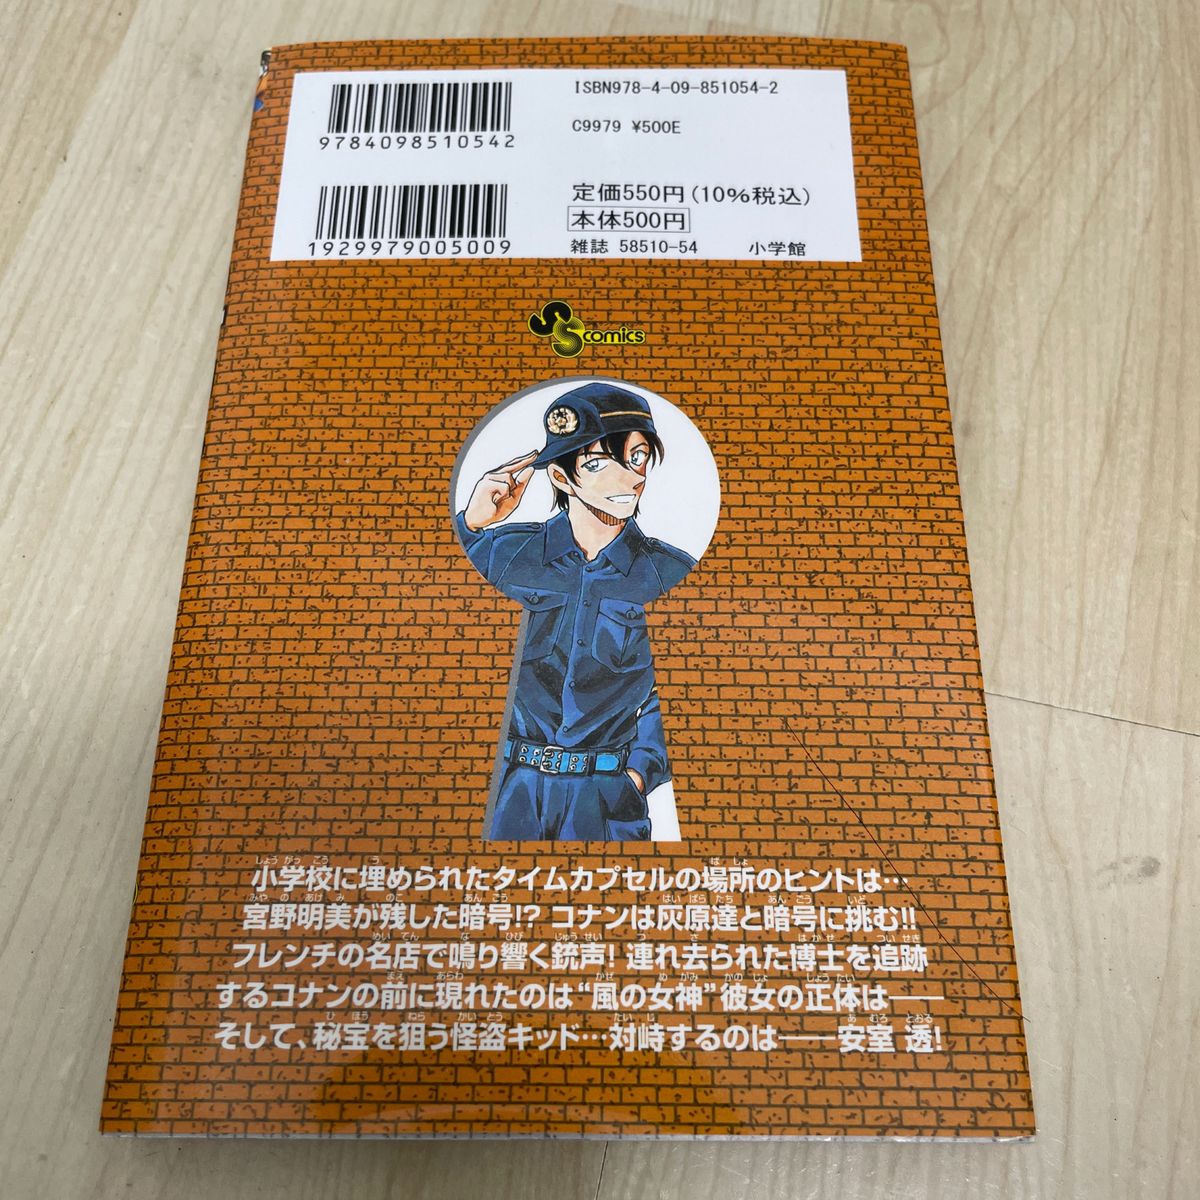 ISBN978-4-09-851054-2
9784098510542
C9979 ¥500E
定価550円(10%税込)
本体500円
1929979005009
雑誌 58510-54 小学館
SS comics
小学校に埋められたタイムカプセルの場所のヒントは…
宮野明美が残した暗号!? コナンは灰原達と暗号に挑む!!
フレンチの名店で鳴り響く銃声! 連れ去られた博士を追跡
するコナンの前に現れたのは“風の女神”彼女の正体は――
そして、秘宝を狙う怪盗キッド…対峙するのは――安室 透!